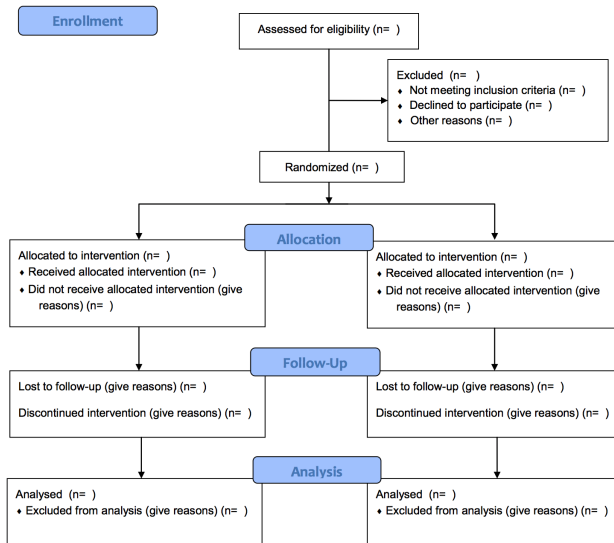 Enrollment
Assessed for eligibility (n= )
Excluded (n= )
♦ Not meeting inclusion criteria (n= )
♦ Declined to participate (n= )
♦ Other reasons (n= )
Randomized (n= )
Allocation
Allocated to intervention (n= )
♦ Received allocated intervention (n= )
♦ Did not receive allocated intervention (give
reasons) (n= )
Allocated to intervention (n= )
♦ Received allocated intervention (n= )
♦ Did not receive allocated intervention (give
reasons) (n= )
Follow-Up
Lost to follow-up (give reasons) (n= )
Discontinued intervention (give reasons) (n= )
Lost to follow-up (give reasons) (n= )
Discontinued intervention (give reasons) (n= )
Analysis
Analysed (n= )
♦ Excluded from analysis (give reasons) (n= )
Analysed (n= )
♦ Excluded from analysis (give reasons) (n= )